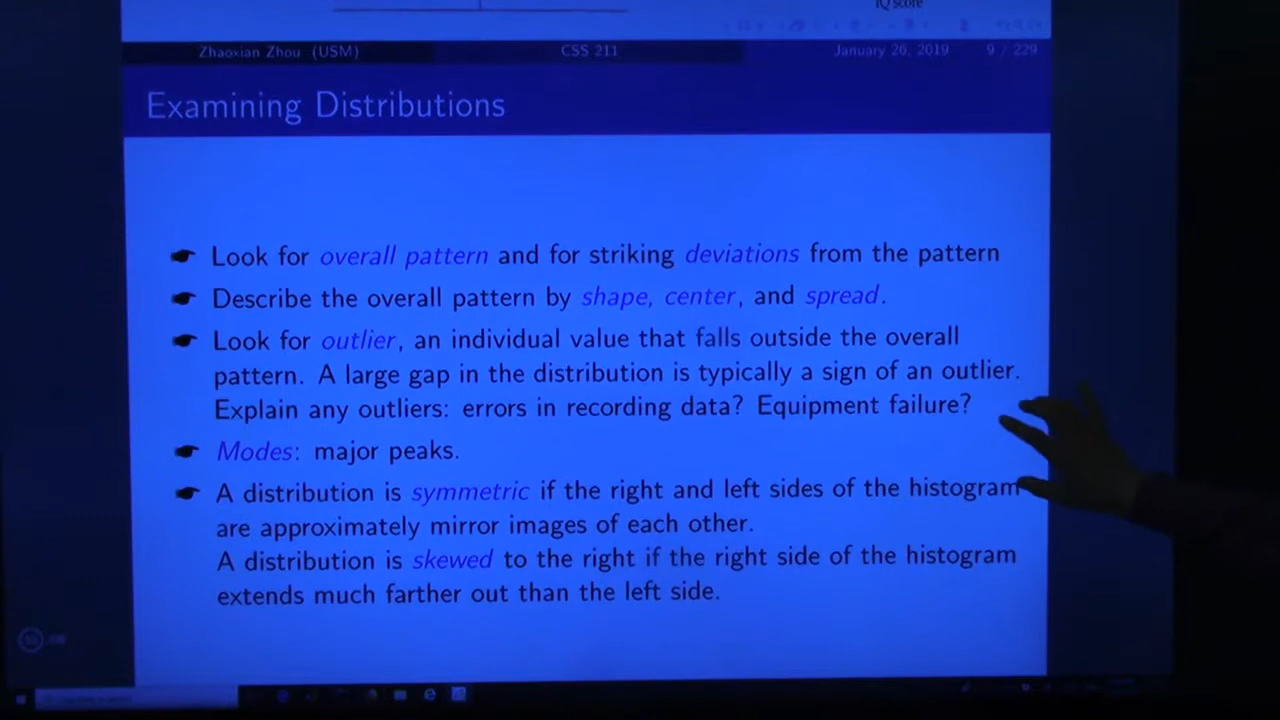 IQ score
Zhaoxian Zhou (USM) CSS 211 January 26, 2019 9 / 229
Examining Distributions
Look for overall pattern and for striking deviations from the pattern
Describe the overall pattern by shape, center, and spread.
Look for outlier, an individual value that falls outside the overall
pattern. A large gap in the distribution is typically a sign of an outlier.
Explain any outliers: errors in recording data? Equipment failure?
Modes: major peaks.
A distribution is symmetric if the right and left sides of the histogram
are approximately mirror images of each other.
A distribution is skewed to the right if the right side of the histogram
extends much farther out than the left side.